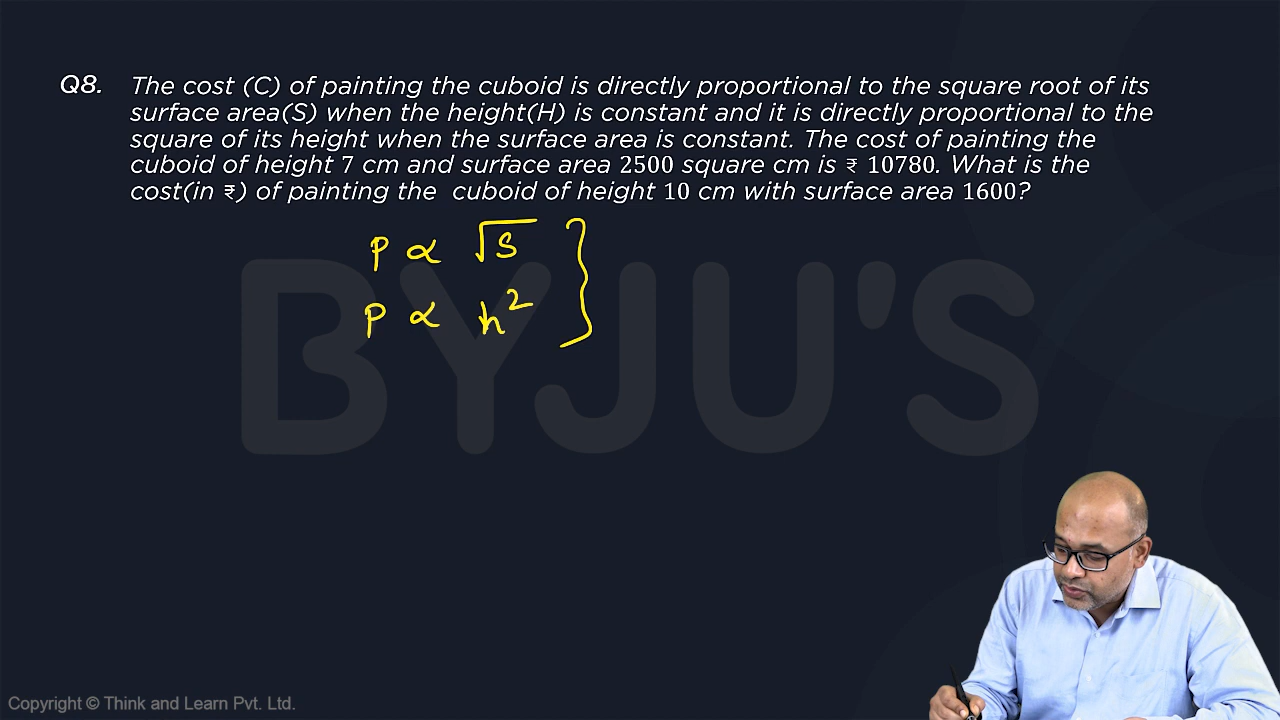 Q8. The cost (C) of painting the cuboid is directly proportional to the square root of its
surface area(S) when the height(H) is constant and it is directly proportional to the
square of its height when the surface area is constant. The cost of painting the
cuboid of height 7 cm and surface area 2500 square cm is ₹ 10780. What is the
cost(in ₹) of painting the cuboid of height 10 cm with surface area 1600?
P ∝ √S
P ∝ h²
BYJU'S
Copyright © Think and Learn Pvt. Ltd.